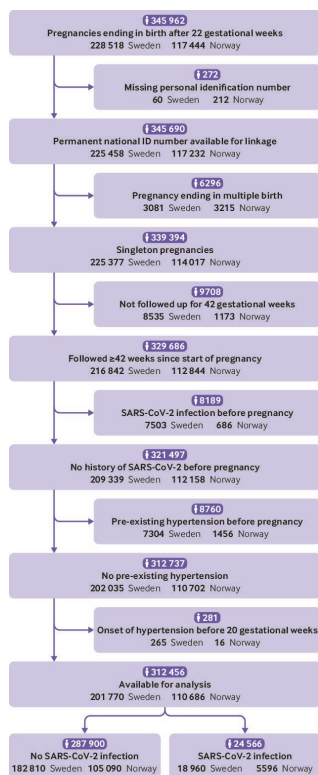 345 962
Pregnancies ending in birth after 22 gestational weeks
228 518 Sweden 117 444 Norway
272
Missing personal idenification number
60 Sweden 212 Norway
345 690
Permanent national ID number available for linkage
225 458 Sweden 117 232 Norway
6296
Pregnancy ending in multiple birth
3081 Sweden 3215 Norway
339 394
Singleton pregnancies
225 377 Sweden 114 017 Norway
9708
Not followed up for 42 gestational weeks
8535 Sweden 1173 Norway
329 686
Followed ≥42 weeks since start of pregnancy
216 842 Sweden 112 844 Norway
8189
SARS-CoV-2 infection before pregnancy
7503 Sweden 686 Norway
321 497
No history of SARS-CoV-2 before pregnancy
209 339 Sweden 112 158 Norway
8760
Pre-existing hypertension before pregnancy
7304 Sweden 1456 Norway
312 737
No pre-existing hypertension
202 035 Sweden 110 702 Norway
281
Onset of hypertension before 20 gestational weeks
265 Sweden 16 Norway
312 456
Available for analysis
201 770 Sweden 110 686 Norway
287 900
No SARS-CoV-2 infection
182 810 Sweden 105 090 Norway
24 566
SARS-CoV-2 infection
18 960 Sweden 5596 Norway